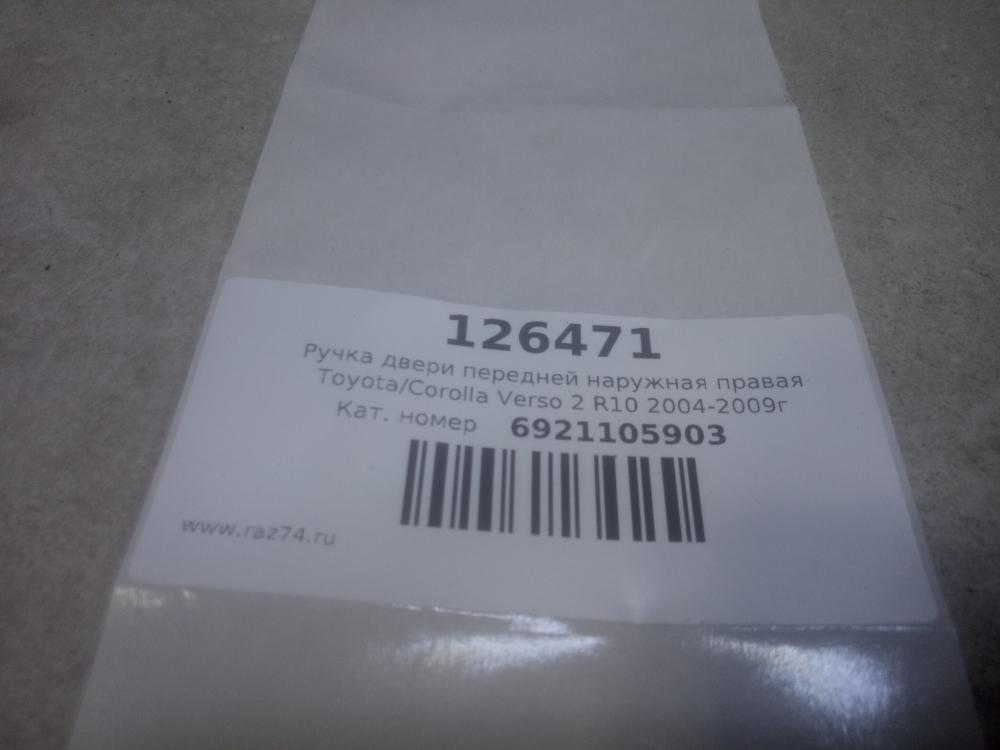 126471
Ручка двери передней наружная правая
Toyota/Corolla Verso 2 R10 2004-2009г
Кат. номер 6921105903
www.raz74.ru